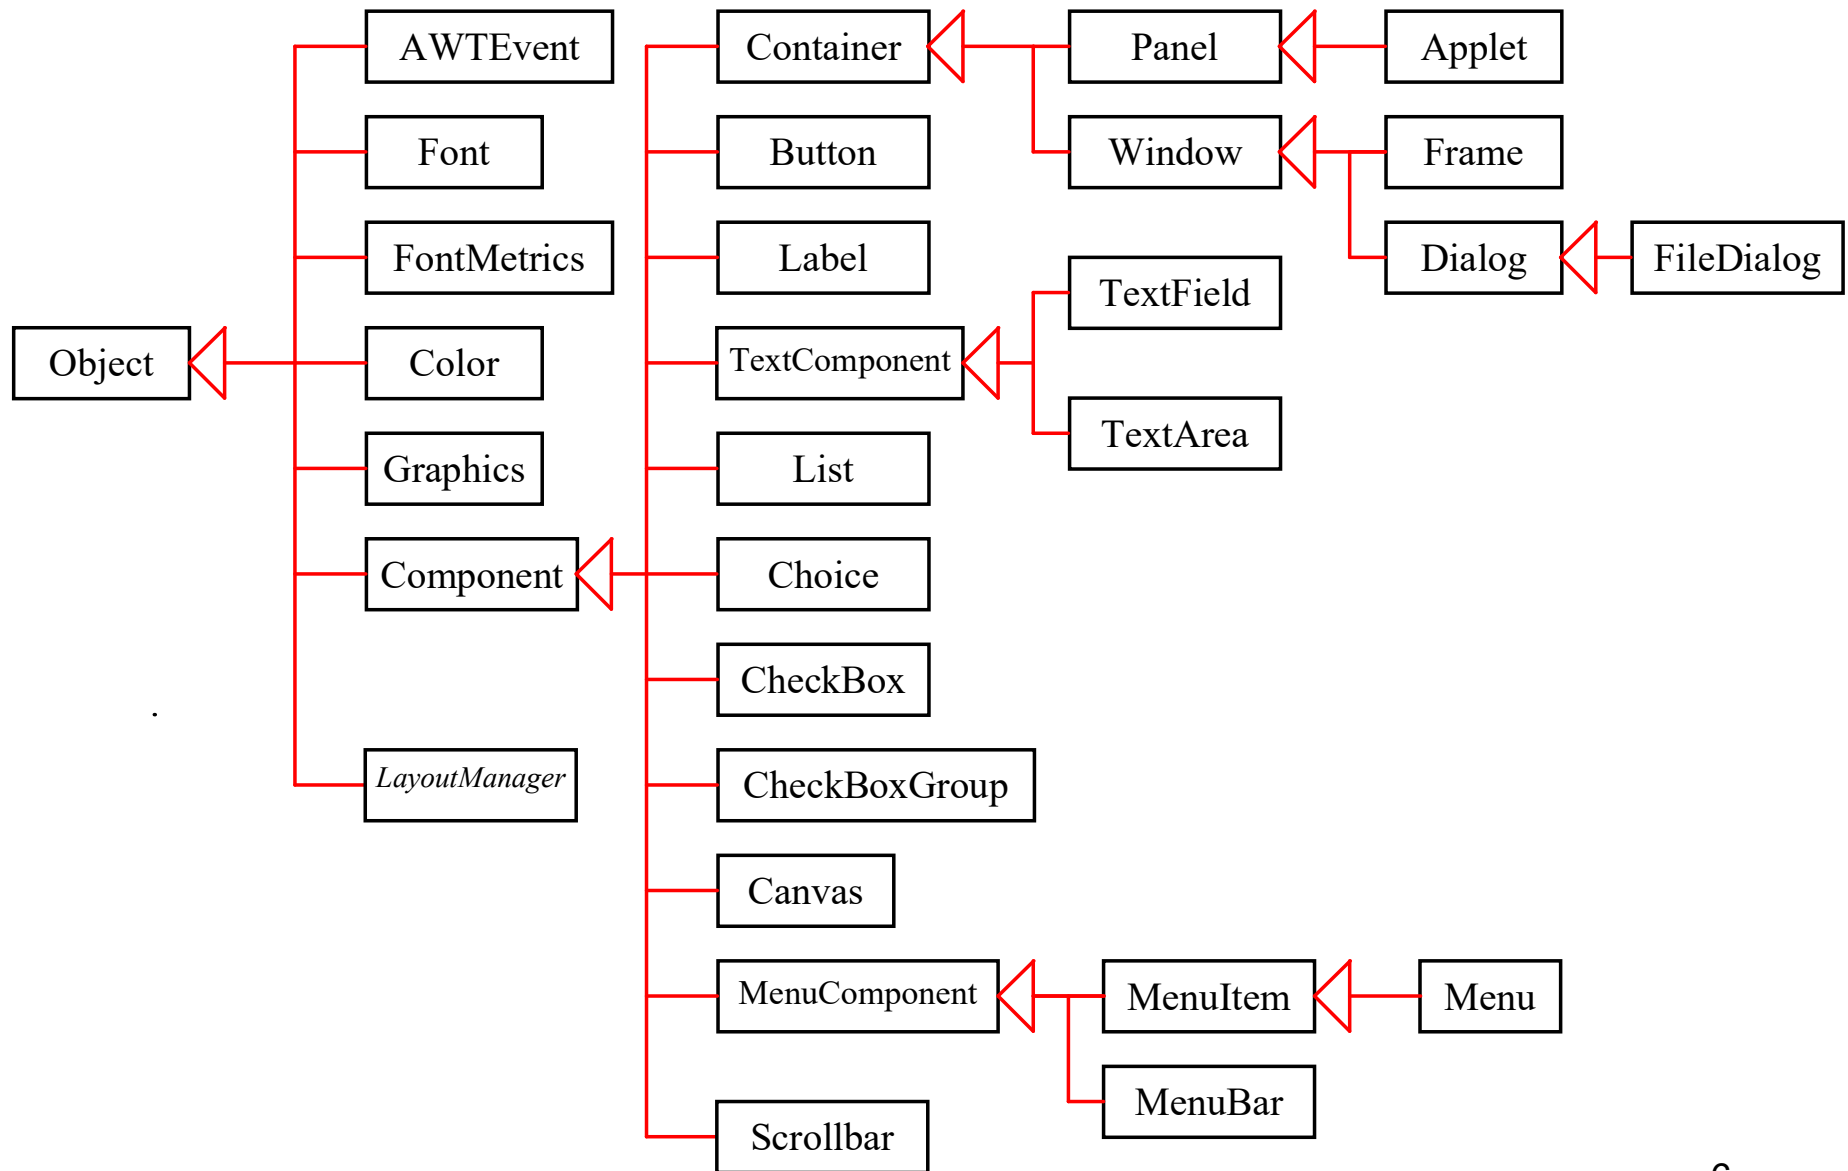 AWTEvent
Container
Panel
Applet
Font
Button
Window
Frame
FontMetrics
Label
Dialog
FileDialog
TextField
Object
Color
TextComponent
TextArea
Graphics
List
Component
Choice
CheckBox
.
LayoutManager
CheckBoxGroup
Canvas
MenuComponent
MenuItem
Menu
MenuBar
Scrollbar